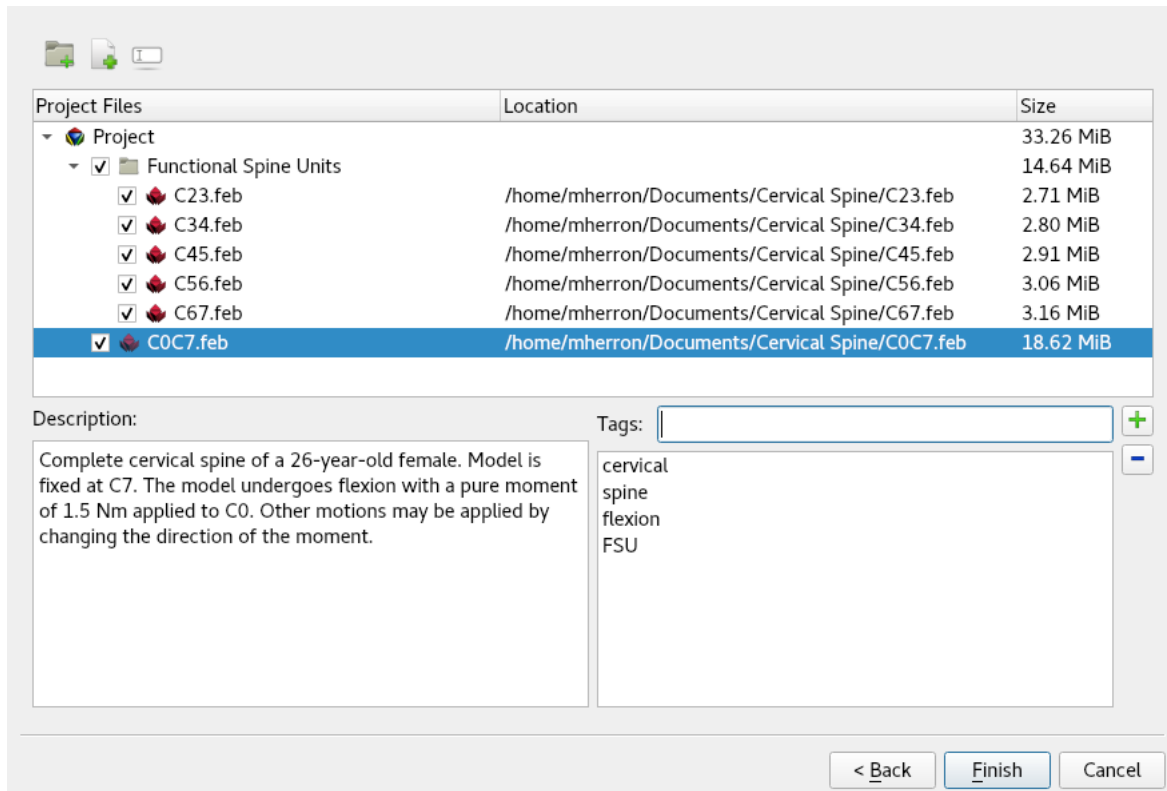 Project Files Location Size
Project 33.26 MiB
Functional Spine Units 14.64 MiB
C23.feb /home/mherron/Documents/Cervical Spine/C23.feb 2.71 MiB
C34.feb /home/mherron/Documents/Cervical Spine/C34.feb 2.80 MiB
C45.feb /home/mherron/Documents/Cervical Spine/C45.feb 2.91 MiB
C56.feb /home/mherron/Documents/Cervical Spine/C56.feb 3.06 MiB
C67.feb /home/mherron/Documents/Cervical Spine/C67.feb 3.16 MiB
C0C7.feb /home/mherron/Documents/Cervical Spine/C0C7.feb 18.62 MiB
Description:
Complete cervical spine of a 26-year-old female. Model is
fixed at C7. The model undergoes flexion with a pure moment
of 1.5 Nm applied to C0. Other motions may be applied by
changing the direction of the moment.
Tags:
cervical
spine
flexion
FSU
< Back Finish Cancel